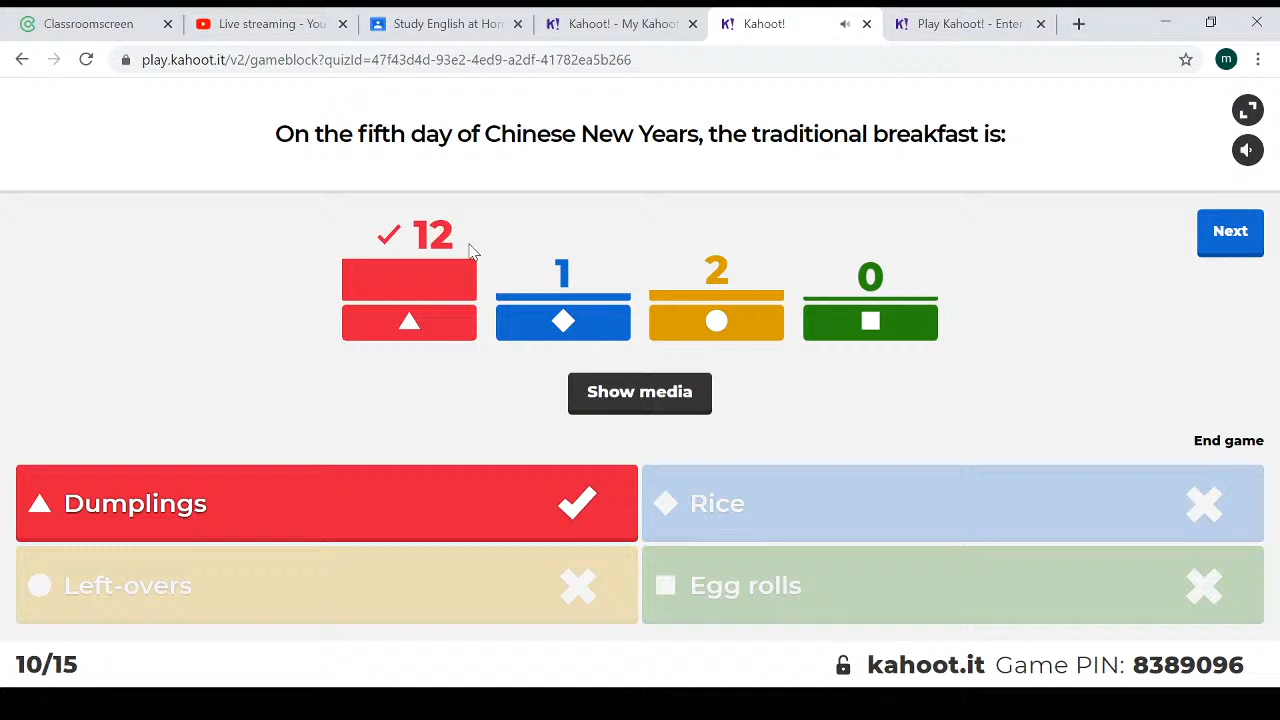 Classroomscreen
Live streaming - You
Study English at Hon
K! Kahoot! - My Kahoot
K! Kahoot!
K! Play Kahoot! - Enter
play.kahoot.it/v2/gameblock?quizId=47f43d4d-93e2-4ed9-a2df-41782ea5b266
m
On the fifth day of Chinese New Years, the traditional breakfast is:
12
1
2
0
Next
Show media
End game
Dumplings
Rice
Left-overs
Egg rolls
10/15
kahoot.it Game PIN: 8389096